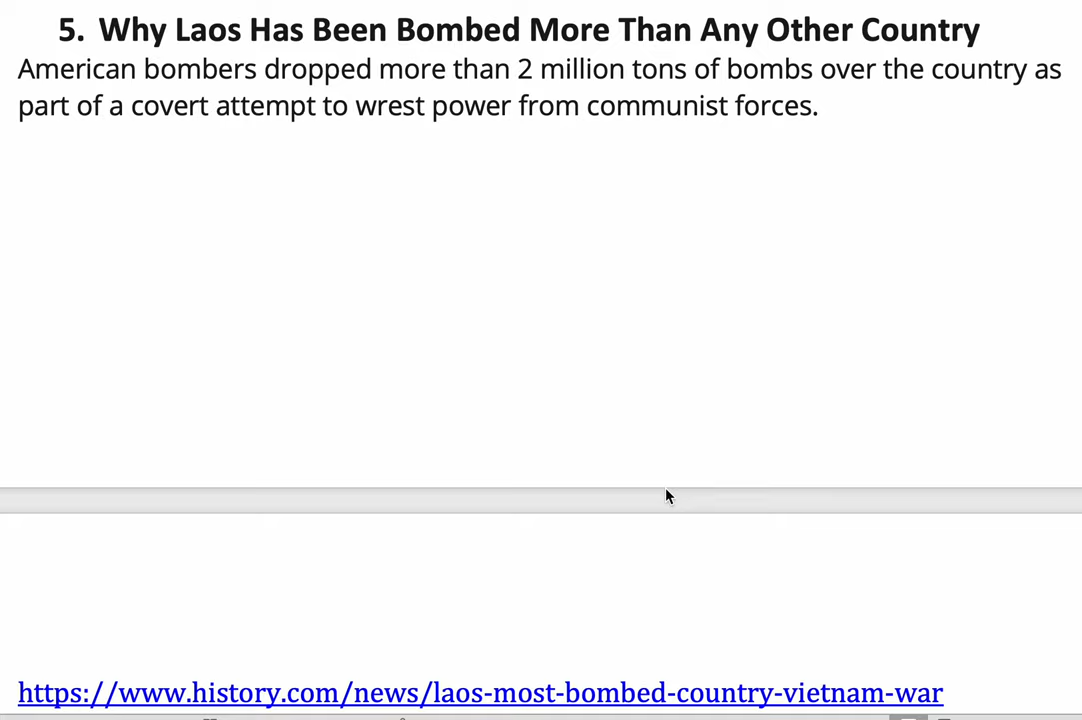 5. Why Laos Has Been Bombed More Than Any Other Country
American bombers dropped more than 2 million tons of bombs over the country as
part of a covert attempt to wrest power from communist forces.
https://www.history.com/news/laos-most-bombed-country-vietnam-war